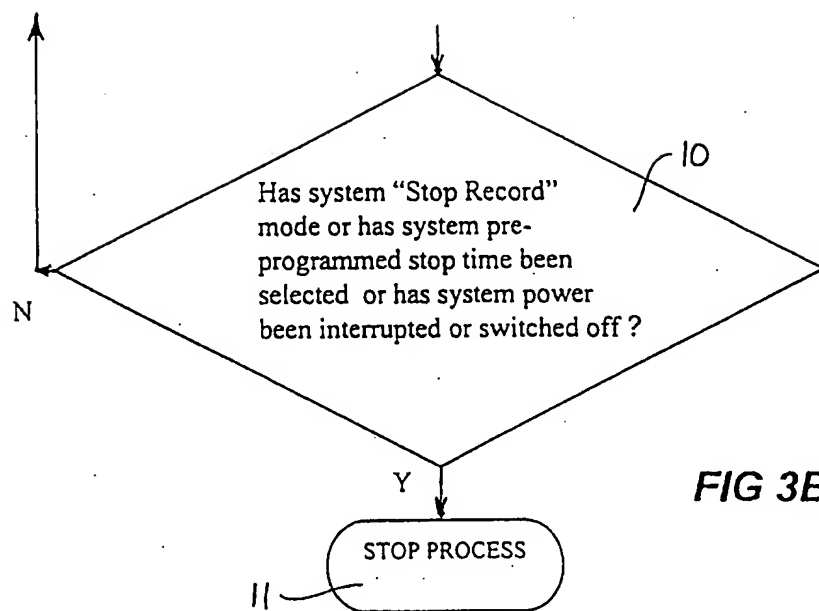 10
Has system “Stop Record”
mode or has system pre-
programmed stop time been
selected or has system power
been interrupted or switched off ?
N
Y
FIG 3B
STOP PROCESS
11